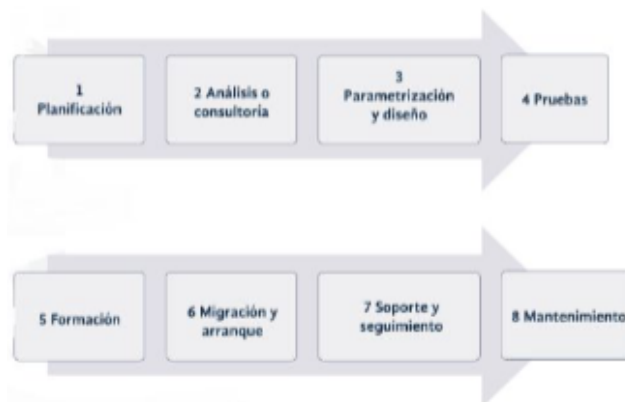 1
Planificación
2 Análisis o
consultoría
3
Parametrización
y diseño
4 Pruebas
5 Formación
6 Migración y
arranque
7 Soporte y
seguimiento
8 Mantenimiento